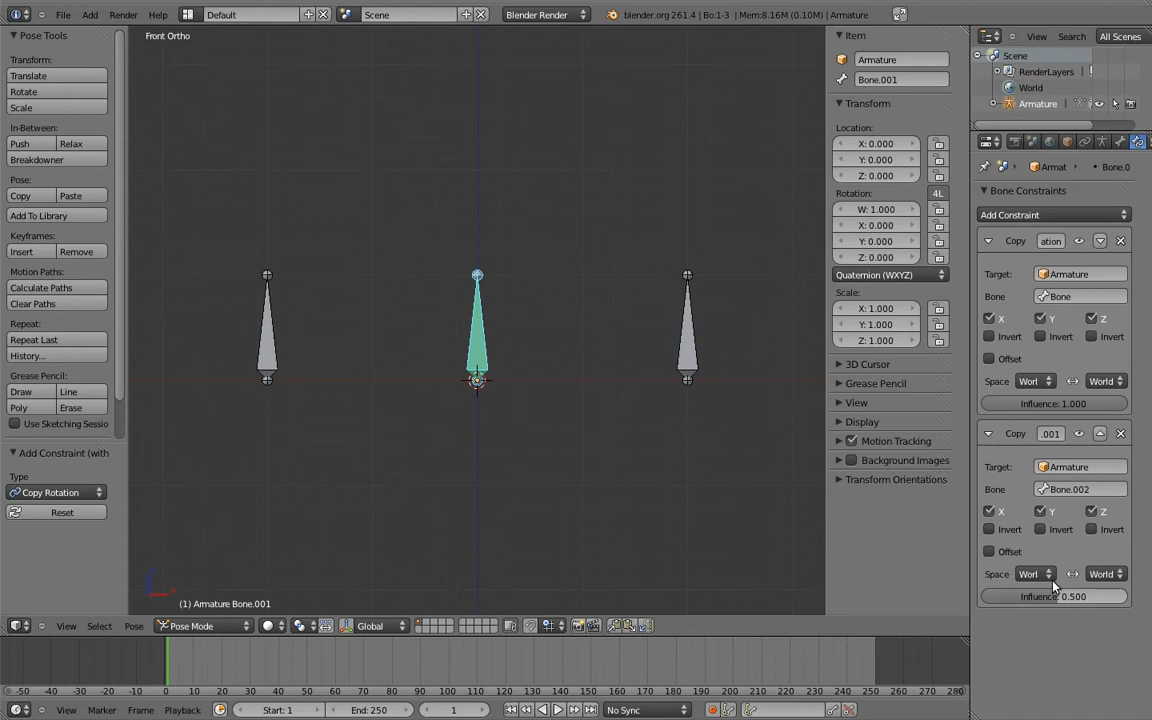 File Add Render Help Default Scene Blender Render blender.org 261.4 | Bo:1-3 | Mem:8.16M (0.10M) | Armature
Pose Tools
Transform:
Translate
Rotate
Scale
In-Between:
Push Relax
Breakdowner
Pose:
Copy Paste
Add To Library
Keyframes:
Insert Remove
Motion Paths:
Calculate Paths
Clear Paths
Repeat:
Repeat Last
History...
Grease Pencil:
Draw Line
Poly Erase
Use Sketching Sessio
Add Constraint (with
Type
Copy Rotation
Reset
Front Ortho
(1) Armature Bone.001
View Select Pose Pose Mode Global
Item
Armature
Bone.001
Transform
Location:
X: 0.000
Y: 0.000
Z: 0.000
Rotation: 4L
W: 1.000
X: 0.000
Y: 0.000
Z: 0.000
Quaternion (WXYZ)
Scale:
X: 1.000
Y: 1.000
Z: 1.000
3D Cursor
Grease Pencil
View
Display
Motion Tracking
Background Images
Transform Orientations
View Search All Scenes
Scene
RenderLayers
World
Armature
Armat Bone.0
Bone Constraints
Add Constraint
Copy ation
Target: Armature
Bone Bone
X Y Z
Invert Invert Invert
Offset
Space Worl World
Influence: 1.000
Copy .001
Target: Armature
Bone Bone.002
X Y Z
Invert Invert Invert
Offset
Space Worl World
Influence: 0.500
-50 -40 -30 -20 -10 0 10 20 30 40 50 60 70 80 90 100 110 120 130 140 150 160 170 180 190 200 210 220 230 240 250 260 270 280
View Marker Frame Playback Start: 1 End: 250 1 No Sync